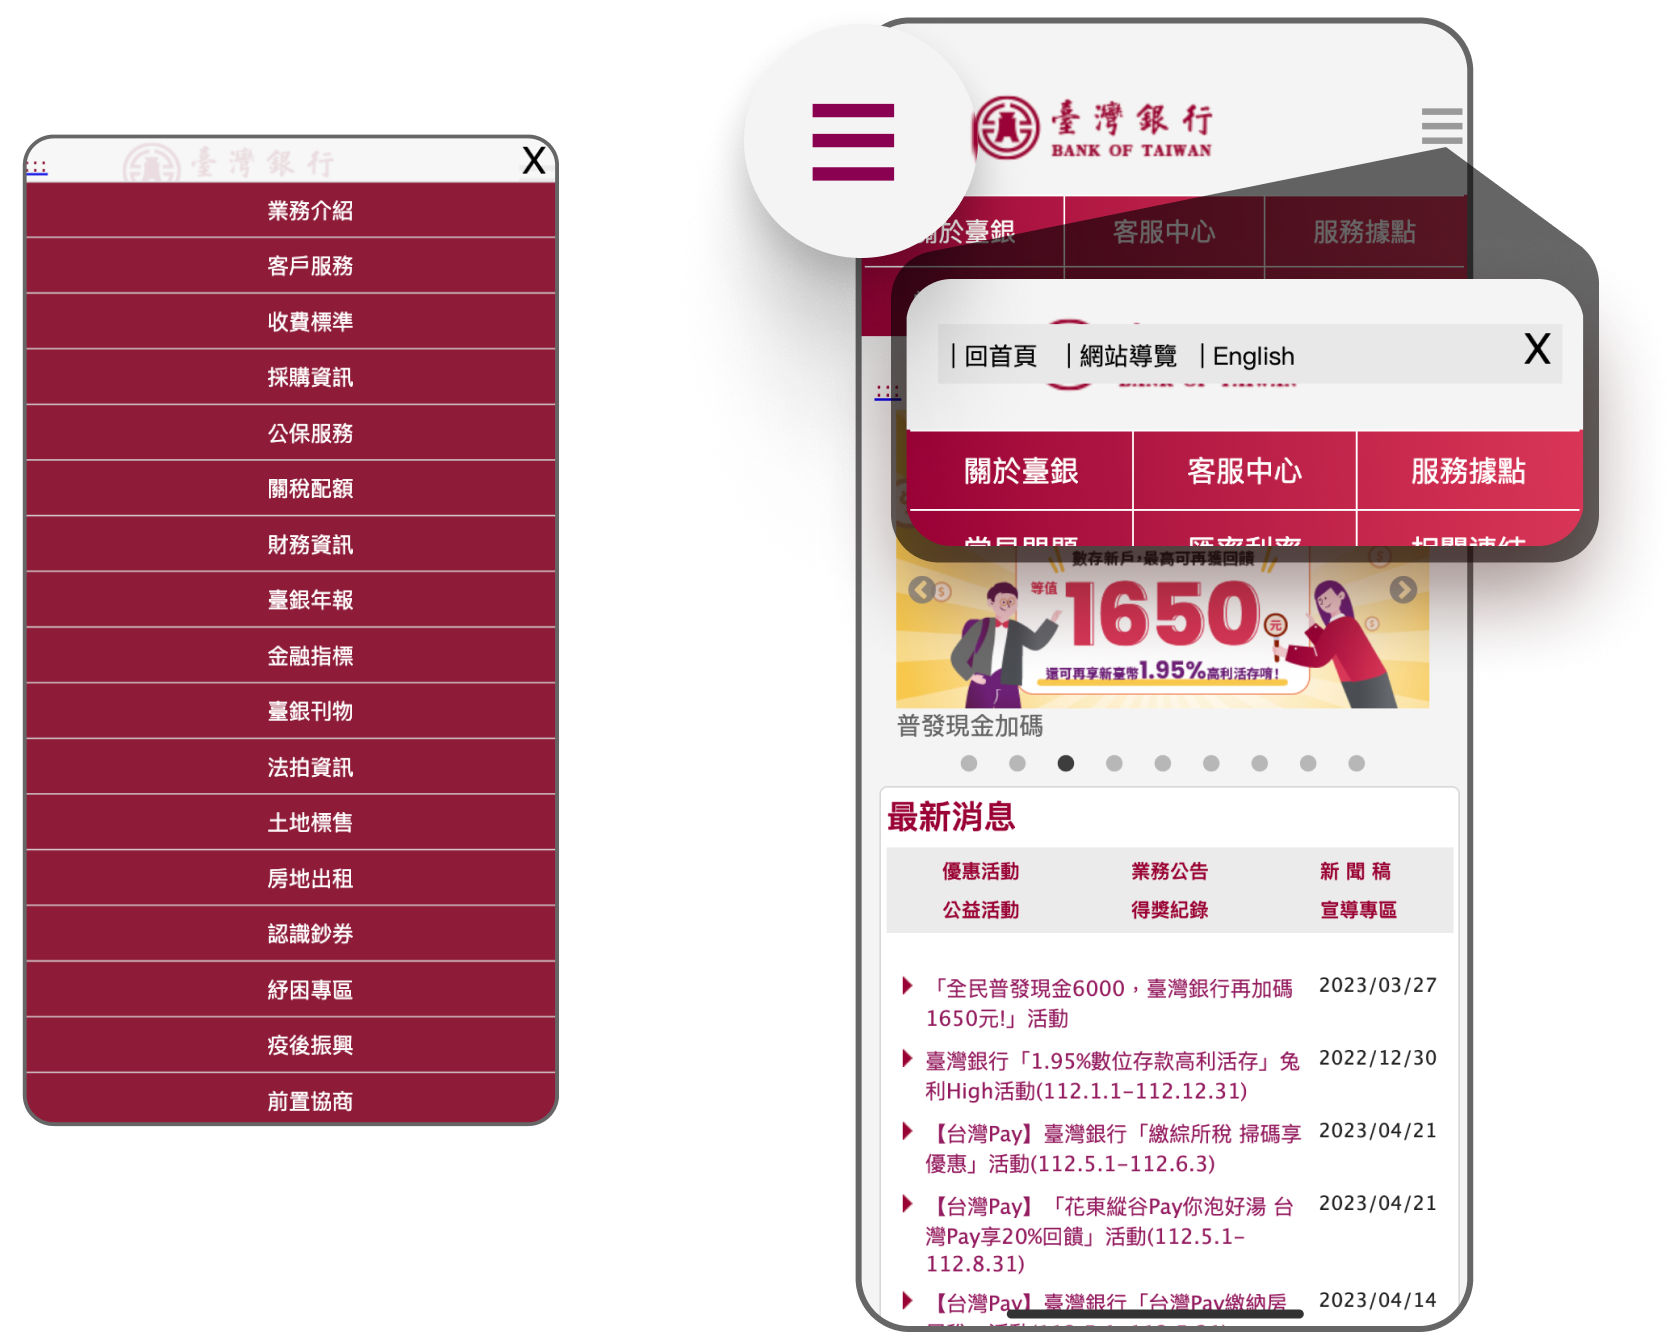 :::
臺灣銀行
X
業務介紹
客戶服務
收費標準
採購資訊
公保服務
關稅配額
財務資訊
臺銀年報
金融指標
臺銀刊物
法拍資訊
土地標售
房地出租
認識鈔券
紓困專區
疫後振興
前置協商
臺灣銀行
BANK OF TAIWAN
關於臺銀
客服中心
服務據點
| 回首頁 | 網站導覽 | English
X
:::
關於臺銀
客服中心
服務據點
常見問題
匯率利率
相關連結
數存新戶,最高可再獲回饋
等值
1650
元
還可再享新臺幣1.95%高利活存唷!
普發現金加碼
最新消息
優惠活動
業務公告
新 聞 稿
公益活動
得獎紀錄
宣導專區
「全民普發現金6000，臺灣銀行再加碼 2023/03/27
1650元!」活動
臺灣銀行「1.95%數位存款高利活存」兔 2022/12/30
利High活動(112.1.1-112.12.31)
【台灣Pay】臺灣銀行「繳綜所稅 掃碼享 2023/04/21
優惠」活動(112.5.1-112.6.3)
【台灣Pay】「花東縱谷Pay你泡好湯 台 2023/04/21
灣Pay享20%回饋」活動(112.5.1-
112.8.31)
【台灣Pay】臺灣銀行「台灣Pay繳納房 2023/04/14